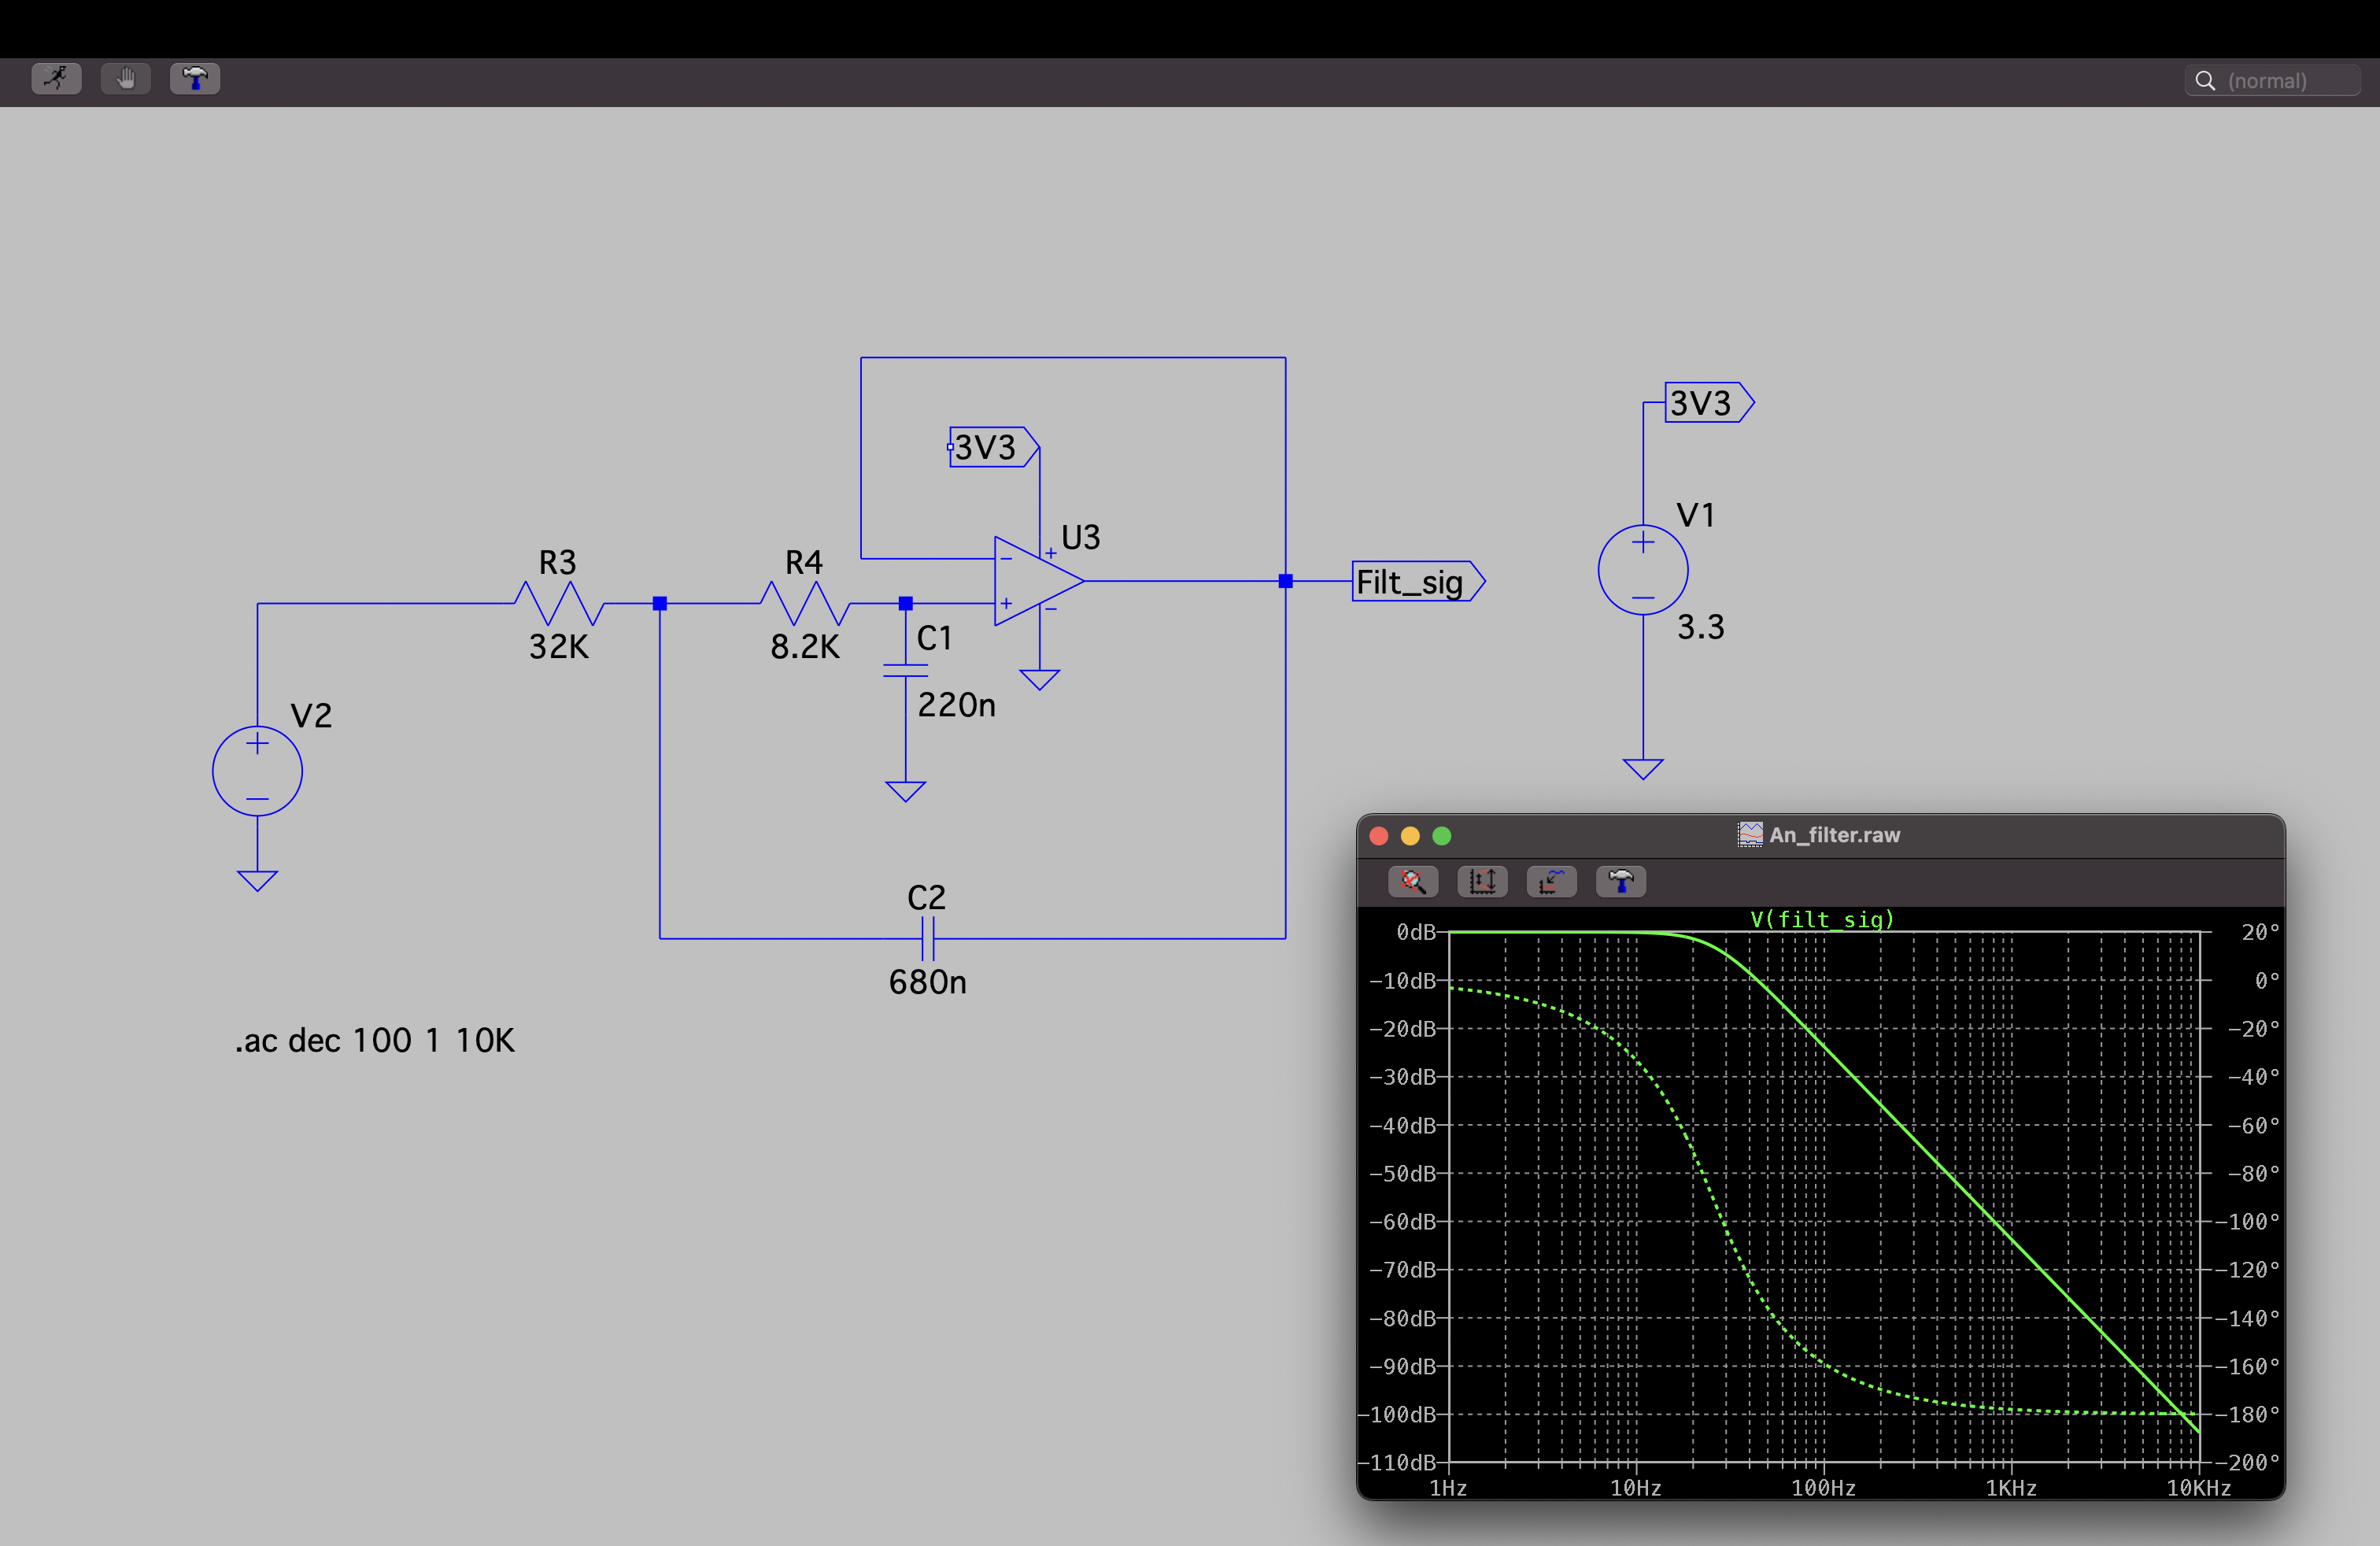 (normal)
3V3
3V3
V1
3.3
U3
R3
32K
R4
8.2K
C1
220n
Filt_sig
V2
C2
680n
.ac dec 100 1 10K
An_filter.raw
V(filt_sig)
0dB
-10dB
-20dB
-30dB
-40dB
-50dB
-60dB
-70dB
-80dB
-90dB
-100dB
-110dB
20°
0°
-20°
-40°
-60°
-80°
-100°
-120°
-140°
-160°
-180°
-200°
1Hz 10Hz 100Hz 1KHz 10KHz